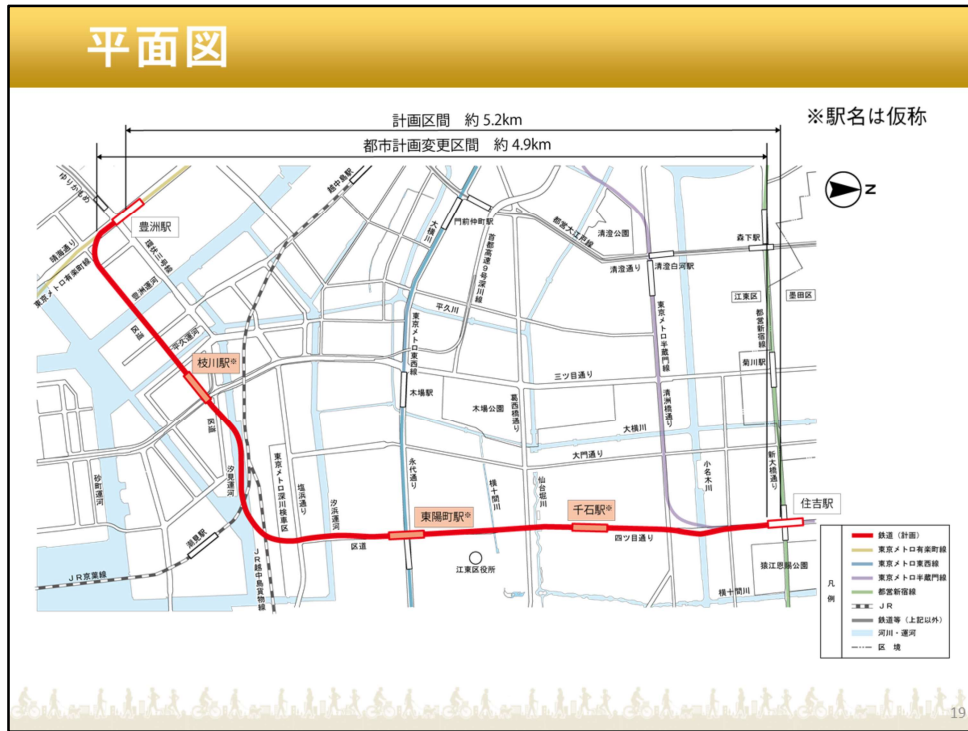 平面図
計画区間　約 5.2km
※駅名は仮称
都市計画変更区間　約 4.9km
N
ゆりかもめ
越中島駅
豊洲駅
門前仲町駅
大横川
都営大江戸線
清澄公園
森下駅
晴海通り
環状三号線
首都高速９号深川線
清澄通り
清澄白河駅
東京メトロ有楽町線
豊洲運河
江東区
墨田区
平久川
東京メトロ半蔵門線
都営新宿線
区道
平久運河
東京メトロ東西線
枝川駅※
菊川駅
三ツ目通り
木場駅
木場公園
葛西橋通り
清洲橋通り
大横川
区道
大門通り
汐見運河
東京メトロ深川検車区
塩浜通り
永代通り
小名木川
新大橋通り
砂町運河
汐浜運河
横十間川
仙台堀川
住吉駅
東陽町駅※
千石駅※
潮見駅
区道
四ツ目通り
ＪＲ京葉線
ＪＲ越中島貨物線
江東区役所
猿江恩賜公園
横十間川
凡例
鉄道（計画）
東京メトロ有楽町線
東京メトロ東西線
東京メトロ半蔵門線
都営新宿線
ＪＲ
鉄道等（上記以外）
河川・運河
区　境
19